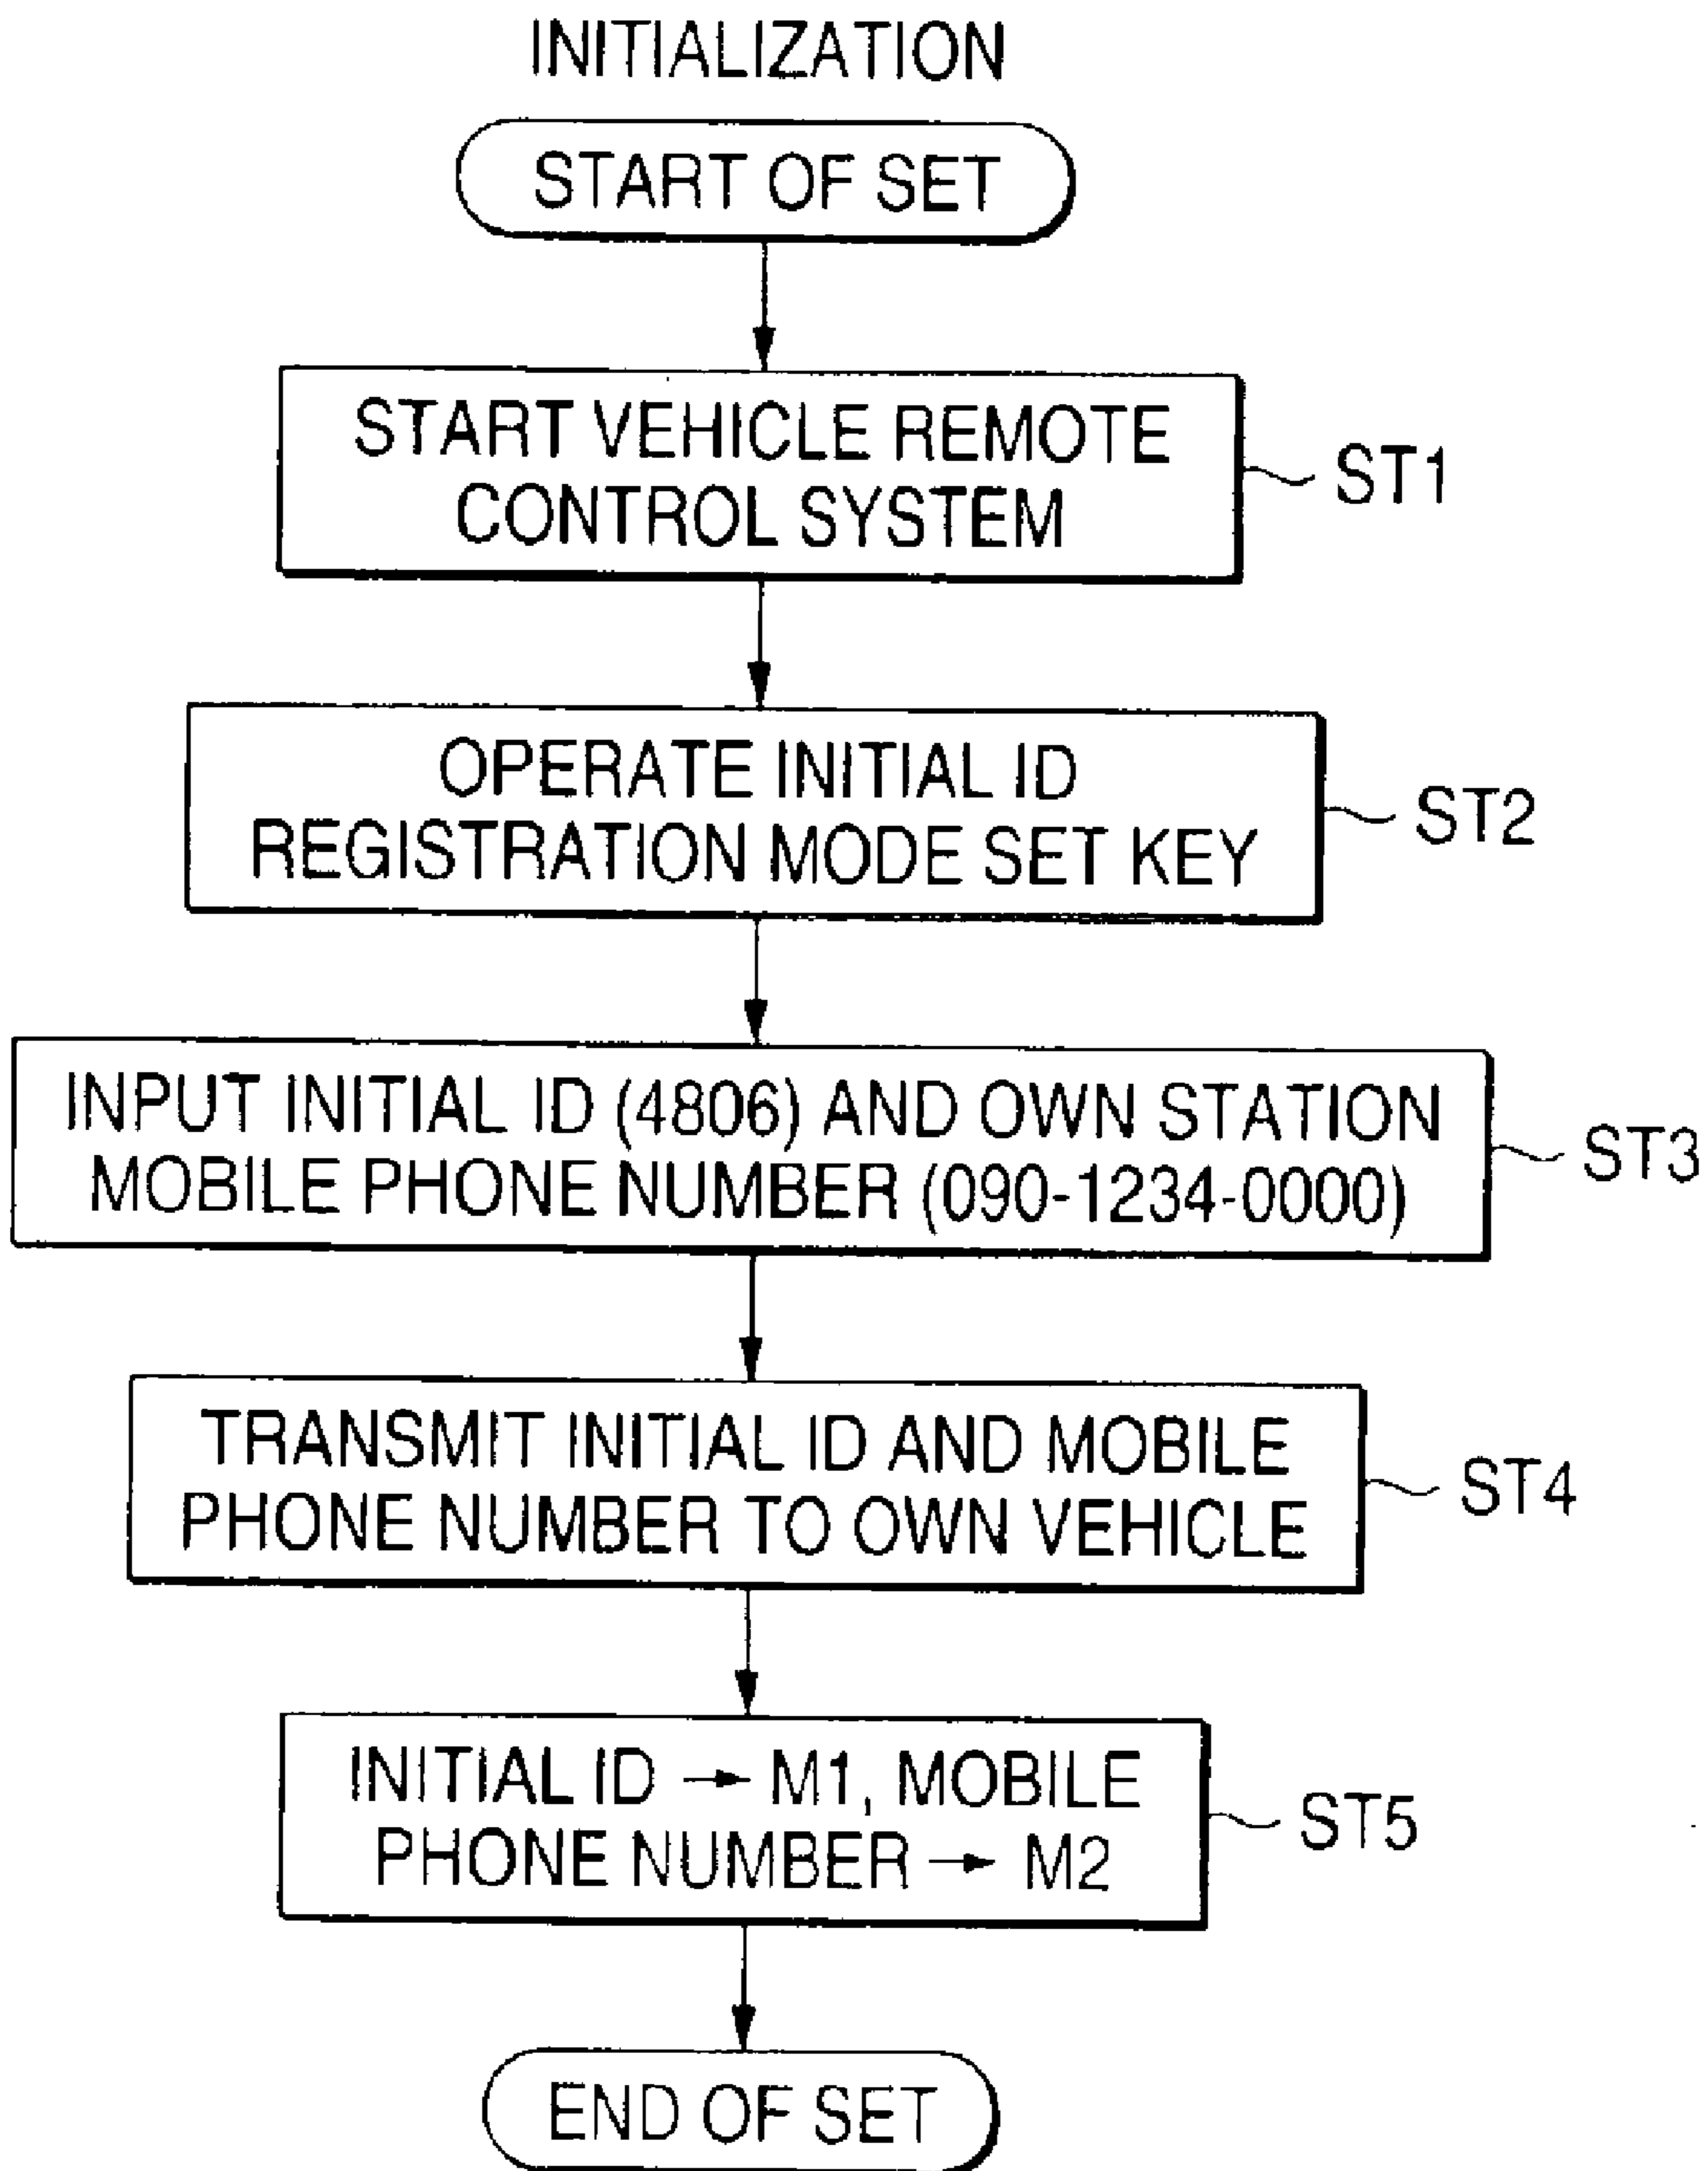 INITIALIZATION
START OF SET
START VEHICLE REMOTE
CONTROL SYSTEM
ST1
OPERATE INITIAL ID
REGISTRATION MODE SET KEY
ST2
INPUT INITIAL ID (4806) AND OWN STATION
MOBILE PHONE NUMBER (090-1234-0000)
ST3
TRANSMIT INITIAL ID AND MOBILE
PHONE NUMBER TO OWN VEHICLE
ST4
INITIAL ID → M1, MOBILE
PHONE NUMBER → M2
ST5
END OF SET